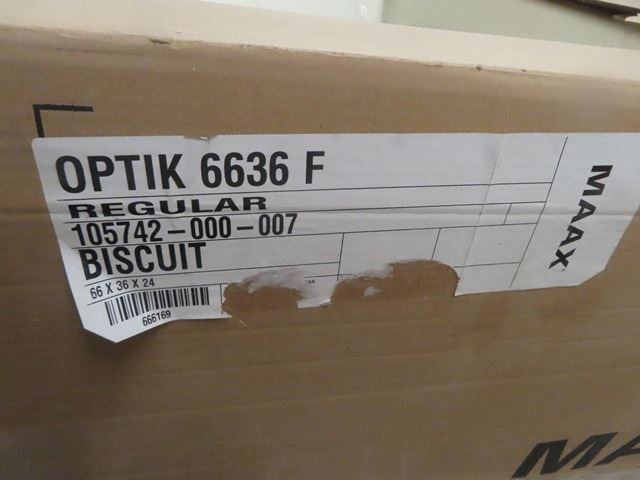 OPTIK 6636 F
REGULAR
105742-000-007
BISCUIT
66 X 36 X 24
666169
MAAX